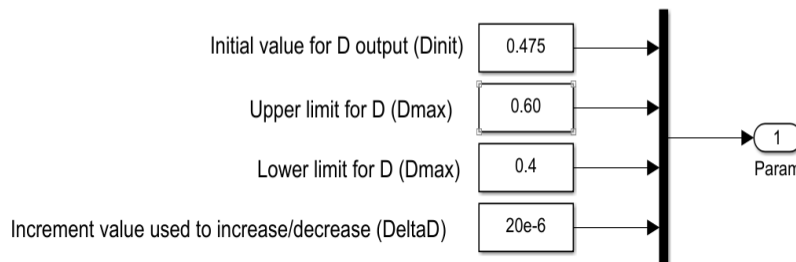 Initial value for D output (Dinit) 0.475
Upper limit for D (Dmax) 0.60
1
Lower limit for D (Dmax) 0.4
Param
Increment value used to increase/decrease (DeltaD) 20e-6